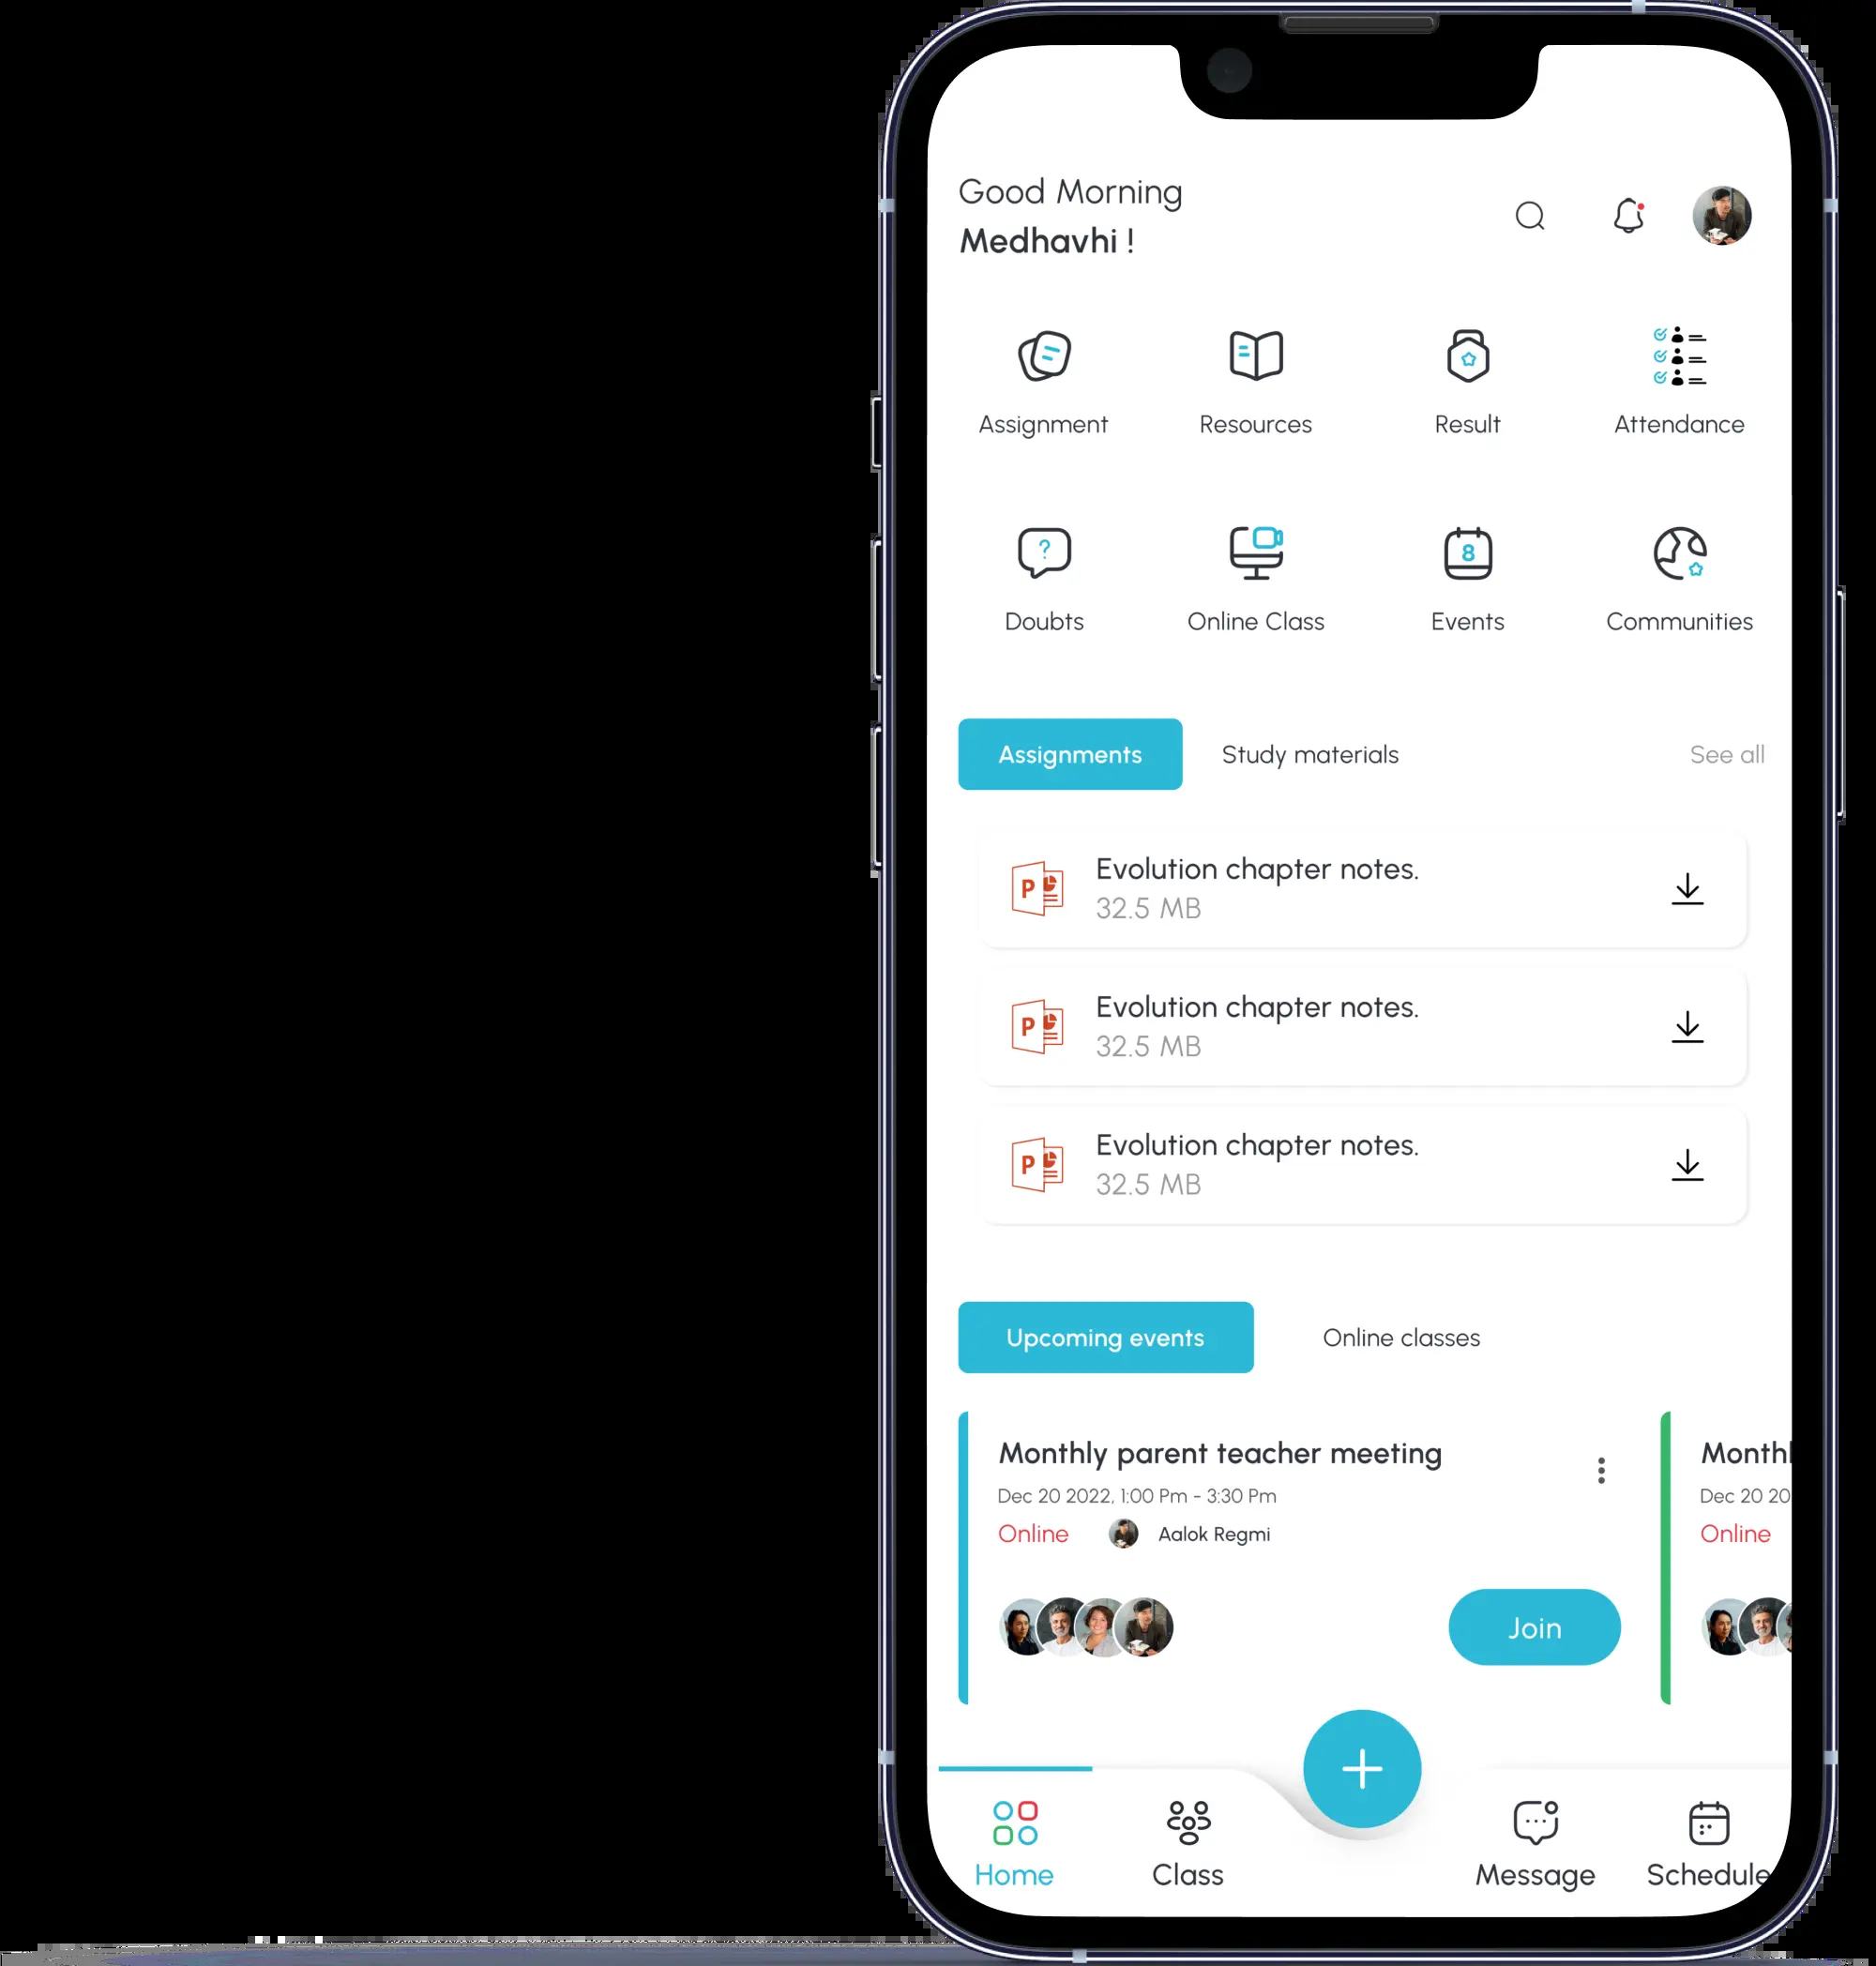 Good Morning
Medhavhi !
Assignment Resources Result Attendance
? 8
Doubts Online Class Events Communities
Assignments Study materials See all
P Evolution chapter notes.
32.5 MB
P Evolution chapter notes.
32.5 MB
P Evolution chapter notes.
32.5 MB
Upcoming events Online classes
Monthly parent teacher meeting
Dec 20 2022, 1:00 Pm - 3:30 Pm
Online Aalok Regmi
Join
Month
Dec 20 20
Online
Home Class Message Schedule